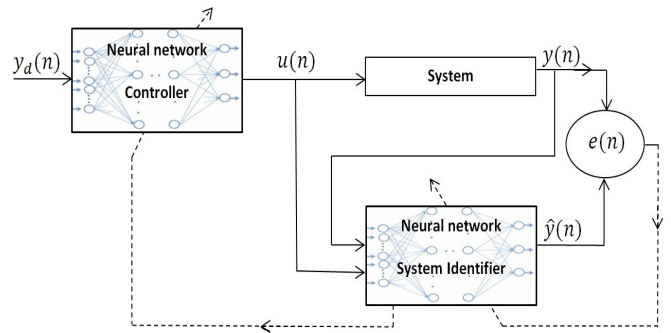 y_d(n)
Neural network
Controller
u(n)
System
y(n)
e(n)
Neural network
System Identifier
ŷ(n)